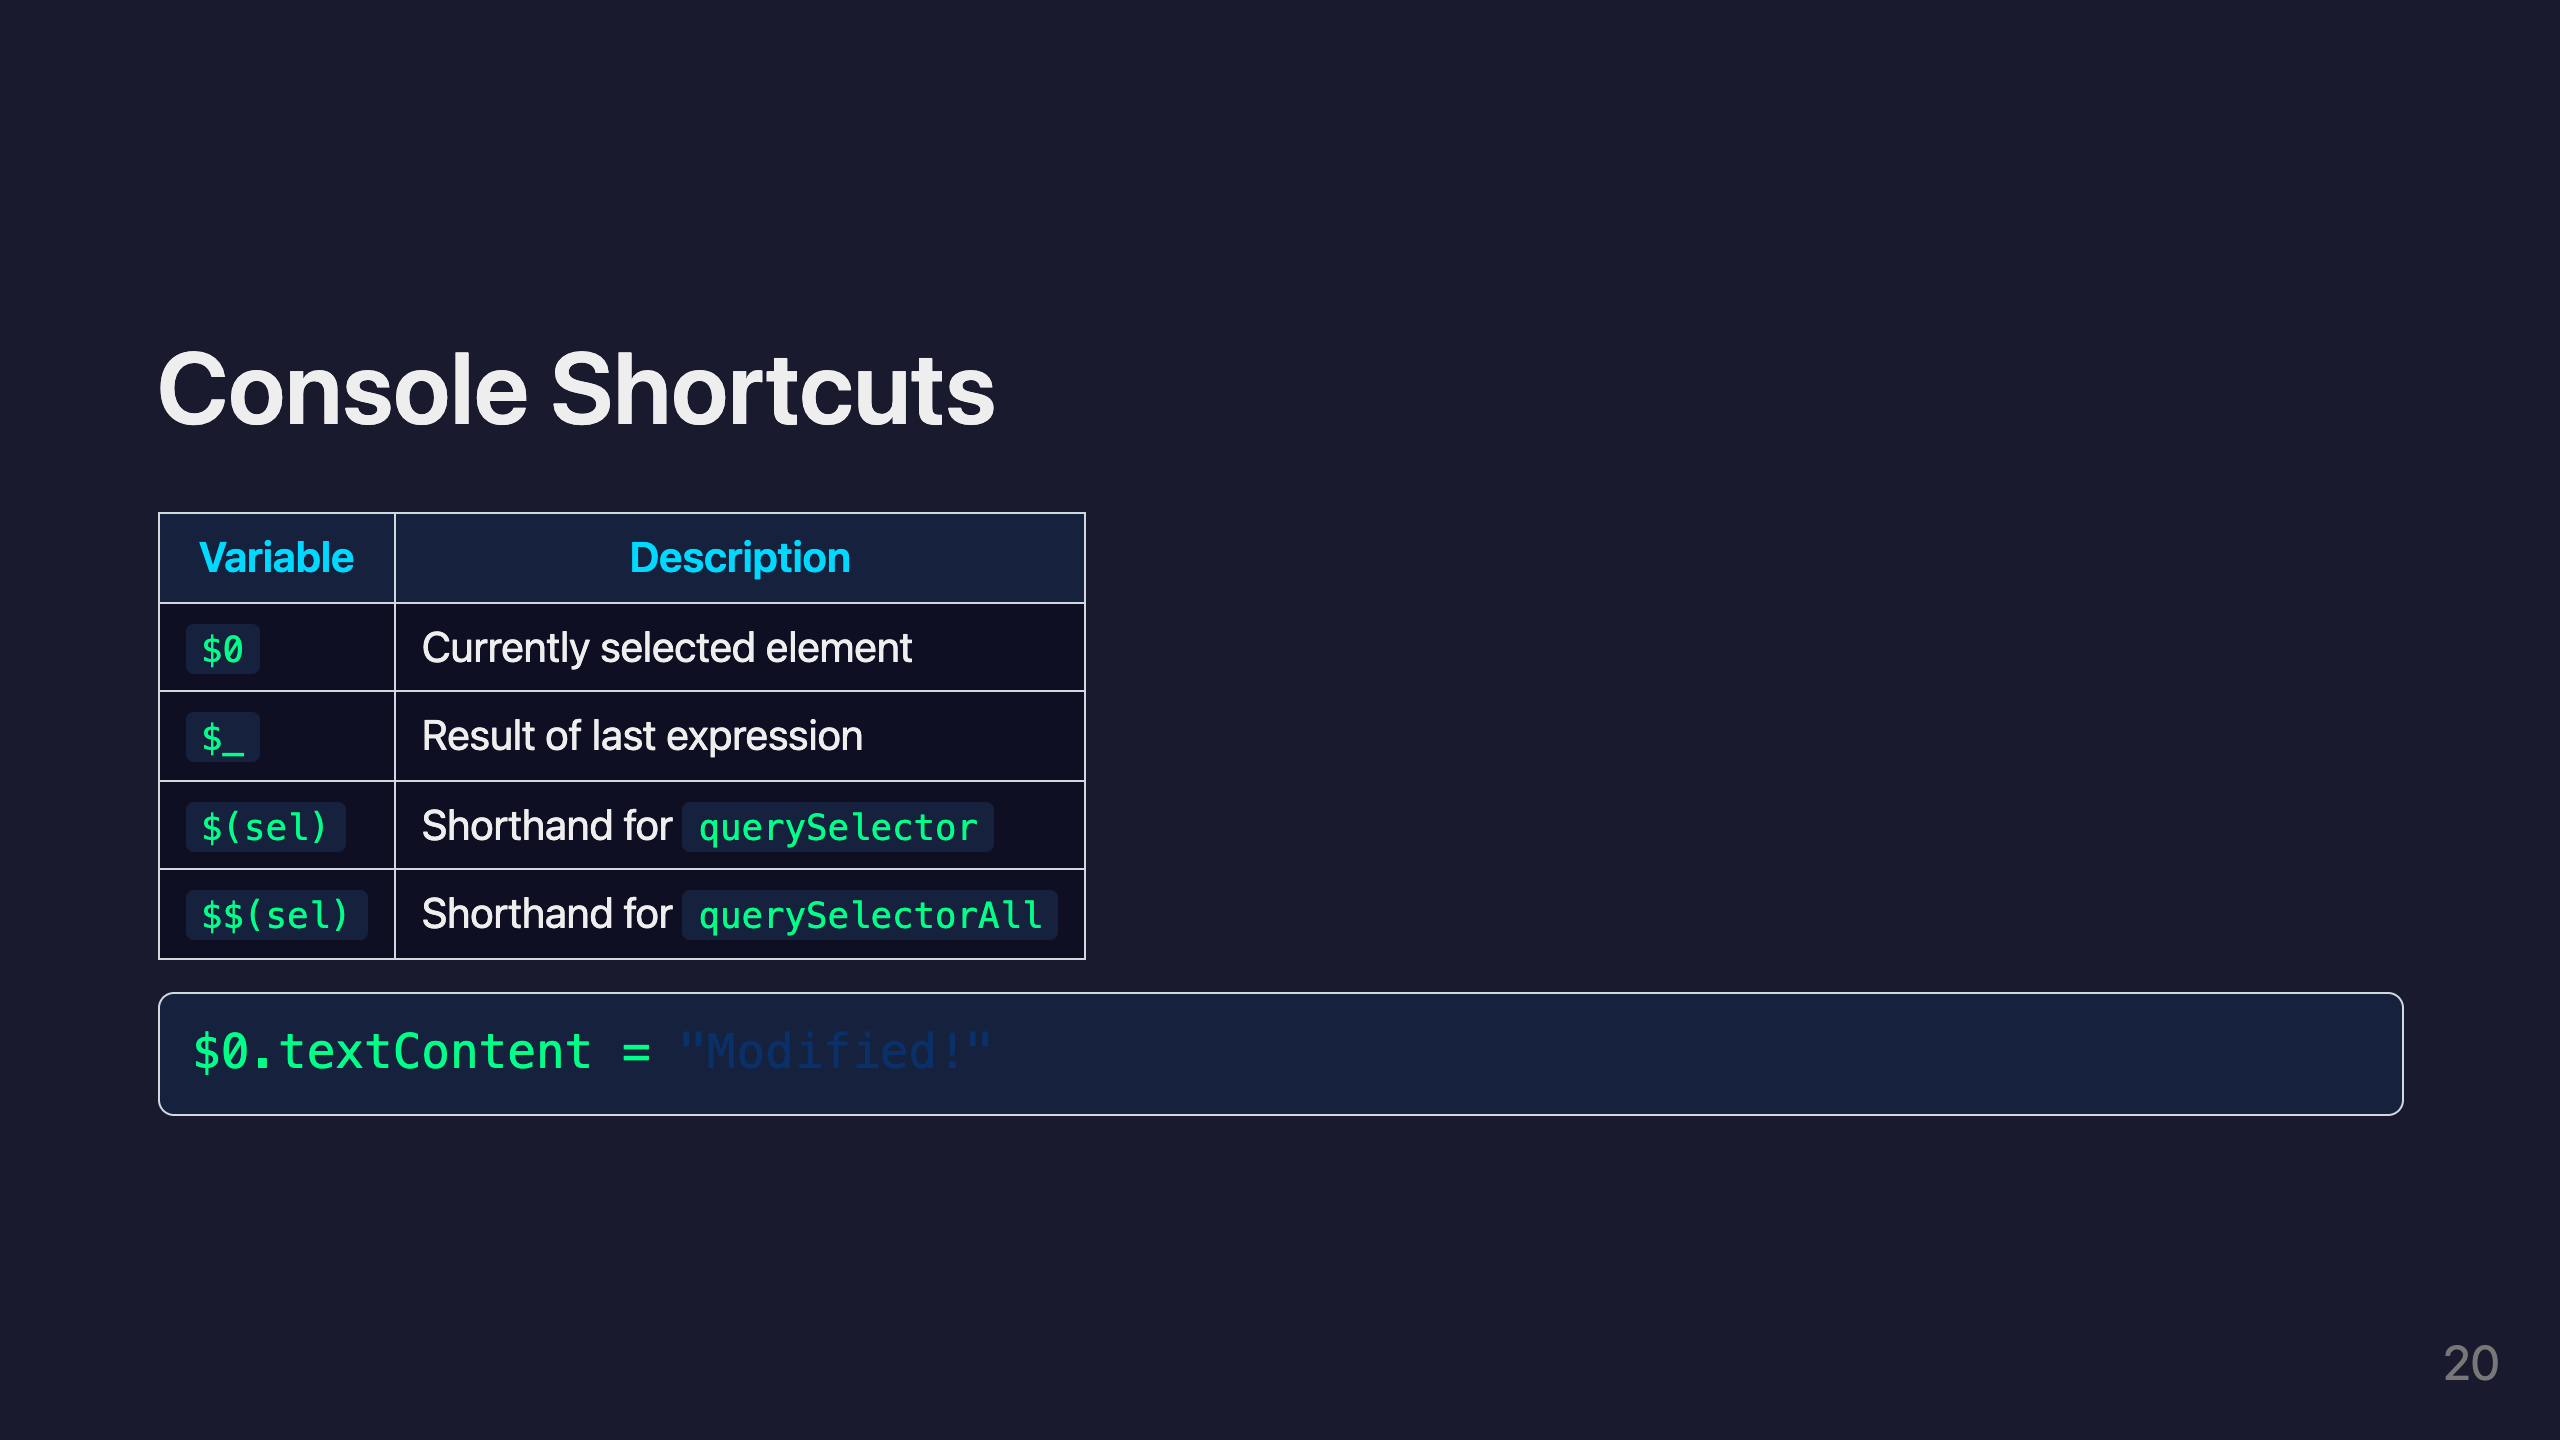 Console Shortcuts
Variable Description
$0 Currently selected element
$_ Result of last expression
$(sel) Shorthand for querySelector
$$(sel) Shorthand for querySelectorAll
$0.textContent = "Modified!"
20